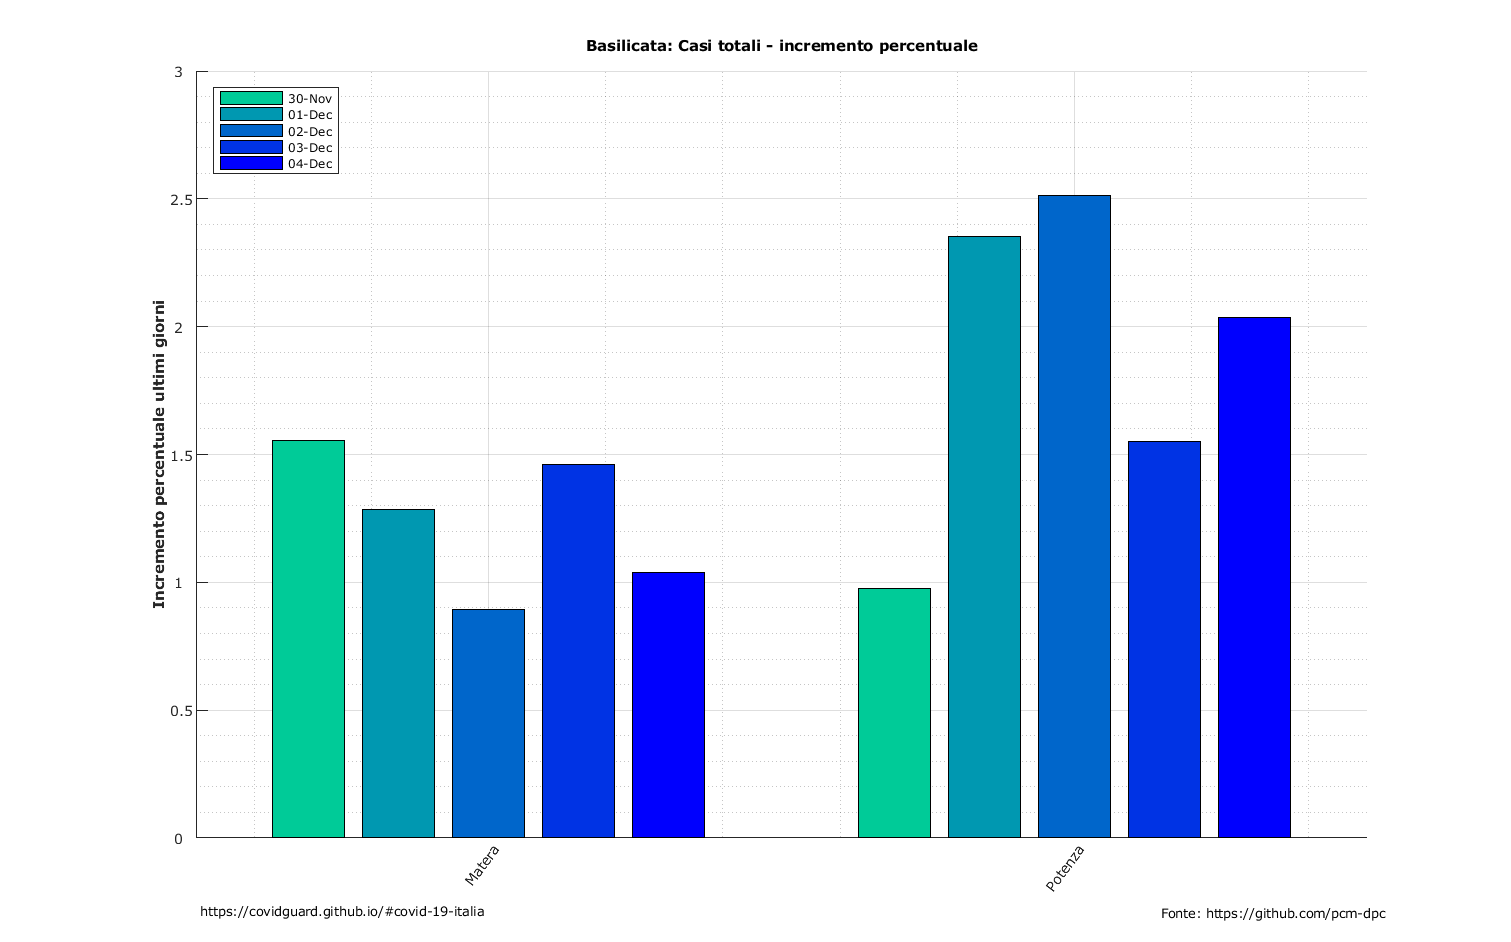 Basilicata: Casi totali - incremento percentuale
3
2.5
2
1.5
1
0.5
0
Incremento percentuale ultimi giorni
30-Nov
01-Dec
02-Dec
03-Dec
04-Dec
Matera
Potenza
https://covidguard.github.io/#covid-19-italia
Fonte: https://github.com/pcm-dpc